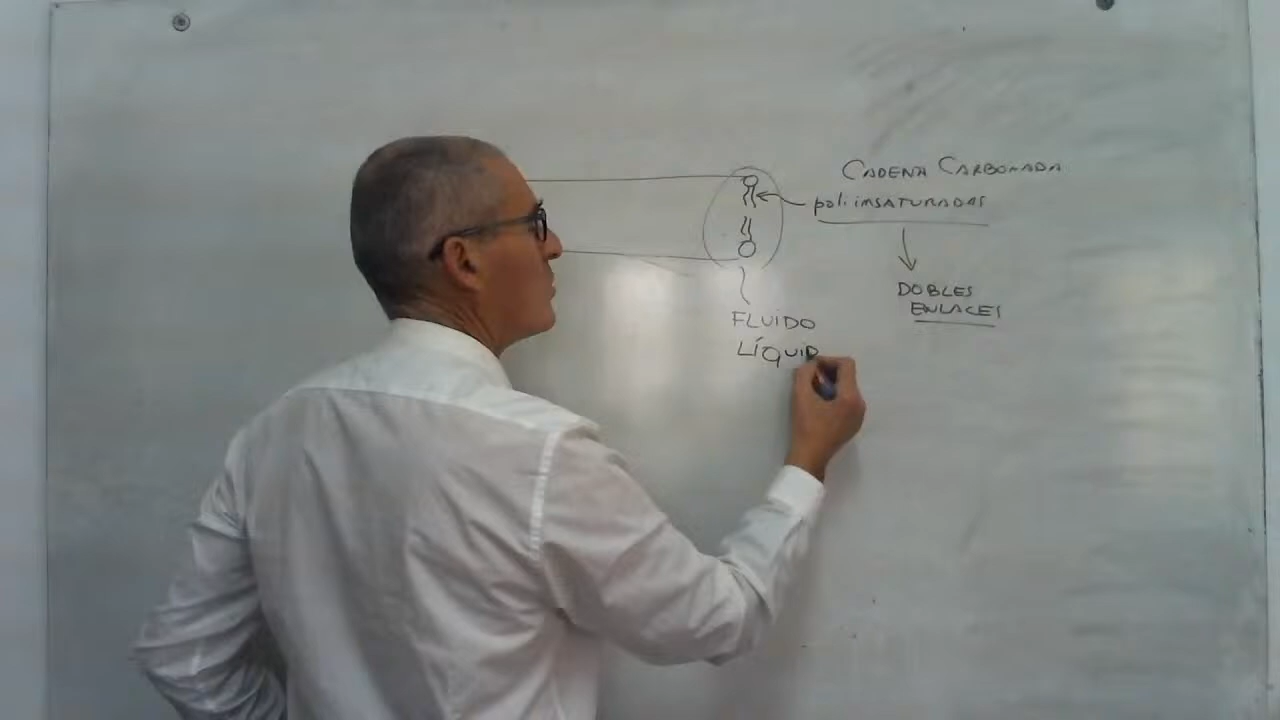 CADENA CARBONADA
poliinsaturadas
DOBLES
ENLACES
FLUIDO
LÍQUID